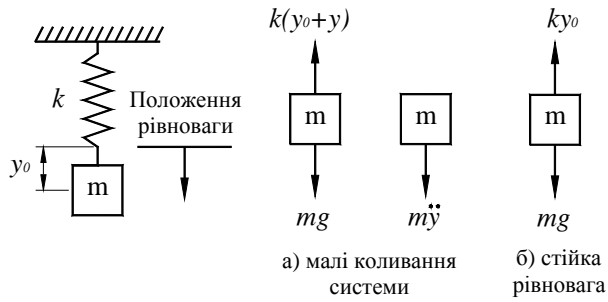 k(y₀+y)
ky₀
k
Положення
рівноваги
m
m
m
y₀
m
mg
mÿ
mg
а) малі коливання
системи
б) стійка
рівновага